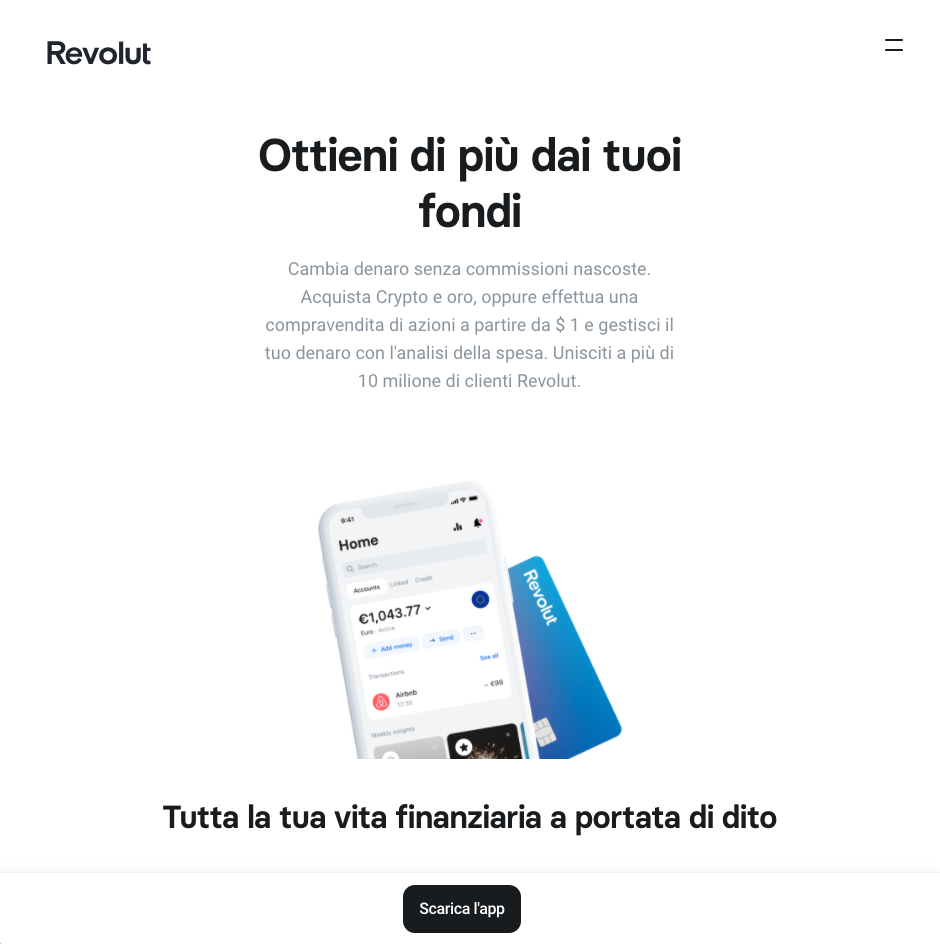 Revolut
Ottieni di più dai tuoi
fondi
Cambia denaro senza commissioni nascoste.
Acquista Crypto e oro, oppure effettua una
compravendita di azioni a partire da $ 1 e gestisci il
tuo denaro con l'analisi della spesa. Unisciti a più di
10 milione di clienti Revolut.
9:41
Home
Search
Accounts Linked Credit
€1,043.77
Euro · Active
+ Add money → Send ...
Transactions See all
Airbnb - €99
12:30
Weekly insights
Revolut
Tutta la tua vita finanziaria a portata di dito
Scarica l'app